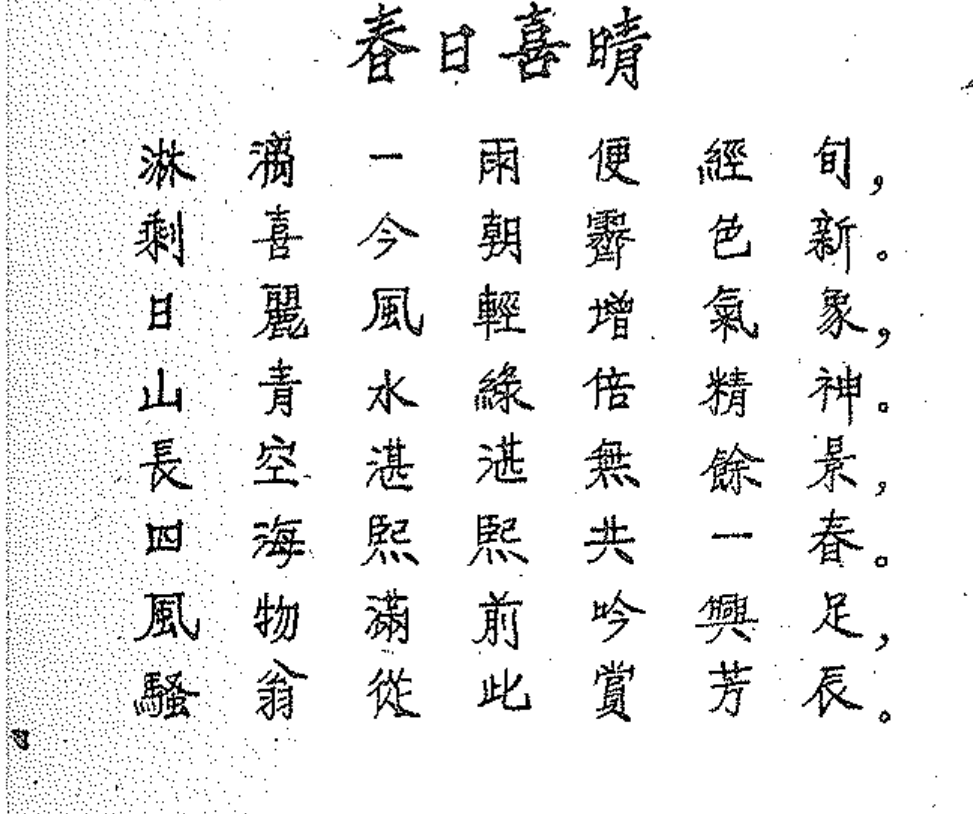 春日喜晴
淋漓一雨便經旬，
剩喜今朝霽色新。
日麗風輕增氣象，
山青水綠倍精神。
長空湛湛無餘景，
四海熙熙共一春。
風物滿前吟興足，
騷翁從此賞芳辰。